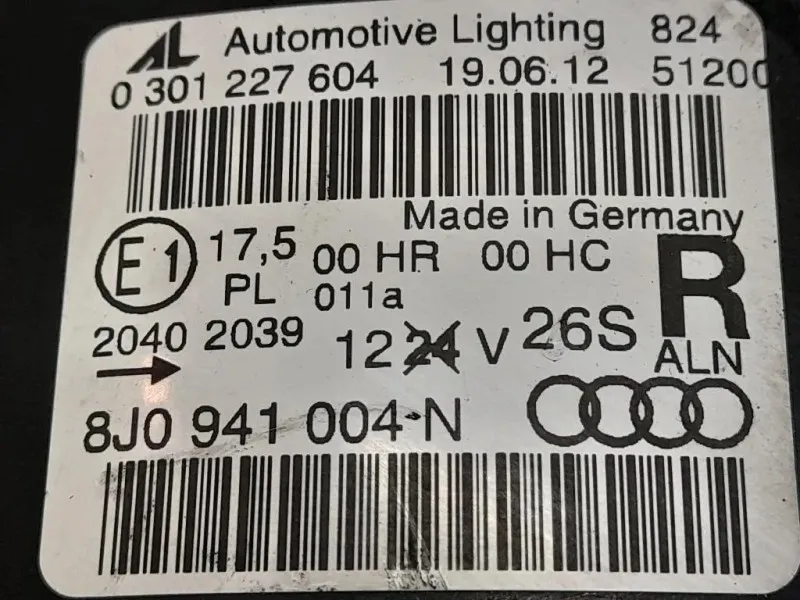 AL Automotive Lighting 824
0 301 227 604 19.06.12 51200
Made in Germany
E1 17,5 00 HR 00 HC R
PL 011a
2040 2039 12 24 V 26S ALN
8J0 941 004-N